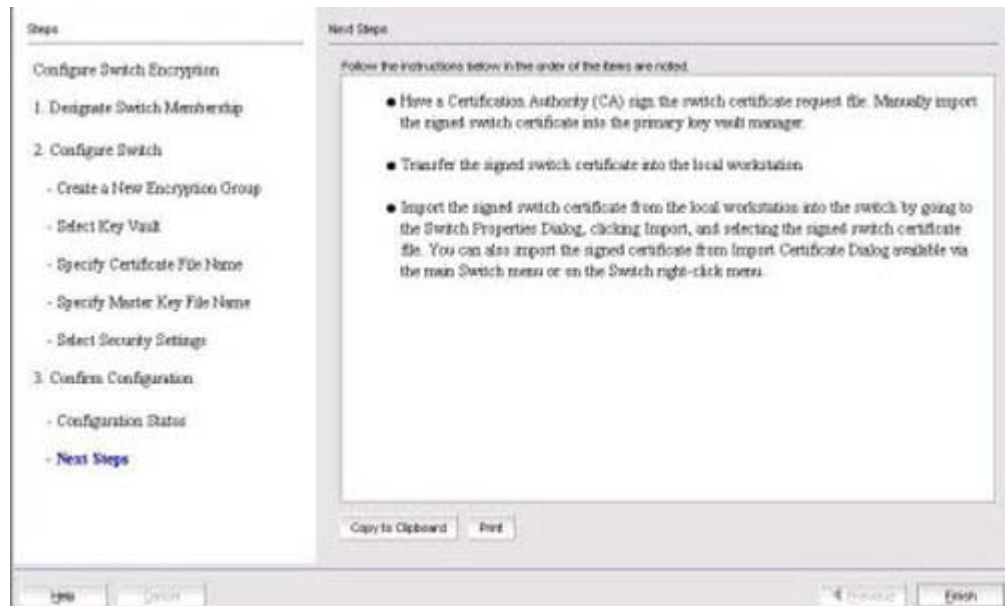 Steps
Configure Switch Encryption
1. Designate Switch Membership
2. Configure Switch
- Create a New Encryption Group
- Select Key Vault
- Specify Certificate File Name
- Specify Master Key File Name
- Select Security Settings
3. Confirm Configuration
- Configuration Status
- Next Steps
Next Steps
Follow the instructions below in the order of the items are noted.
● Have a Certification Authority (CA) sign the switch certificate request file. Manually import
the signed switch certificate into the primary key vault manager.
● Transfer the signed switch certificate into the local workstation
● Import the signed switch certificate from the local workstation into the switch by going to
the Switch Properties Dialog, clicking Import, and selecting the signed switch certificate
file. You can also import the signed certificate from Import Certificate Dialog available via
the main Switch menu or on the Switch right-click menu.
Copy to Clipboard
Print
Help
Cancel
Previous
Finish